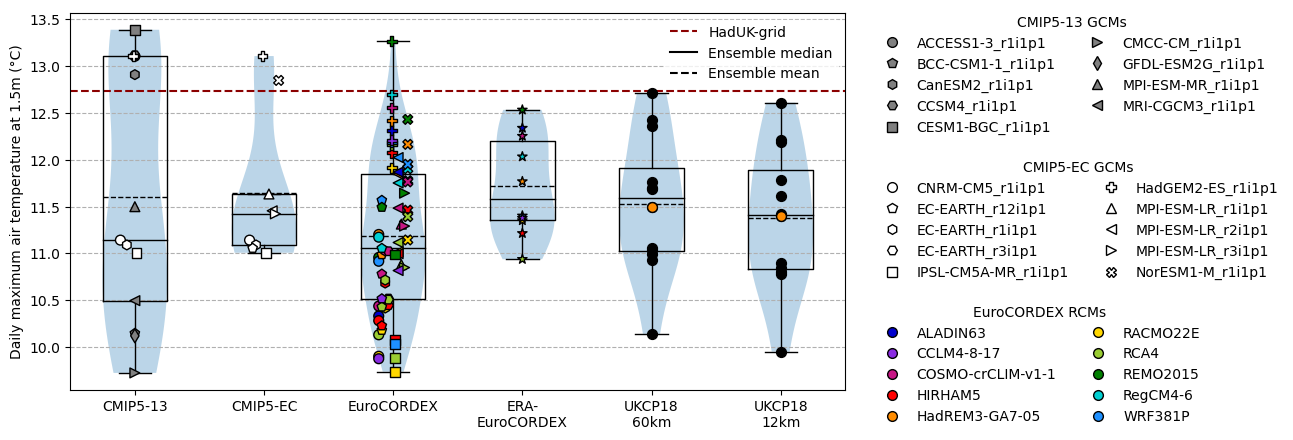 Daily maximum air temperature at 1.5m (°C)
13.5
13.0
12.5
12.0
11.5
11.0
10.5
10.0
HadUK-grid
Ensemble median
Ensemble mean
CMIP5-13
CMIP5-EC
EuroCORDEX
ERA-
EuroCORDEX
UKCP18
60km
UKCP18
12km
CMIP5-13 GCMs
ACCESS1-3_r1i1p1
BCC-CSM1-1_r1i1p1
CanESM2_r1i1p1
CCSM4_r1i1p1
CESM1-BGC_r1i1p1
CMCC-CM_r1i1p1
GFDL-ESM2G_r1i1p1
MPI-ESM-MR_r1i1p1
MRI-CGCM3_r1i1p1
CMIP5-EC GCMs
CNRM-CM5_r1i1p1
EC-EARTH_r12i1p1
EC-EARTH_r1i1p1
EC-EARTH_r3i1p1
IPSL-CM5A-MR_r1i1p1
HadGEM2-ES_r1i1p1
MPI-ESM-LR_r1i1p1
MPI-ESM-LR_r2i1p1
MPI-ESM-LR_r3i1p1
NorESM1-M_r1i1p1
EuroCORDEX RCMs
ALADIN63
CCLM4-8-17
COSMO-crCLIM-v1-1
HIRHAM5
HadREM3-GA7-05
RACMO22E
RCA4
REMO2015
RegCM4-6
WRF381P